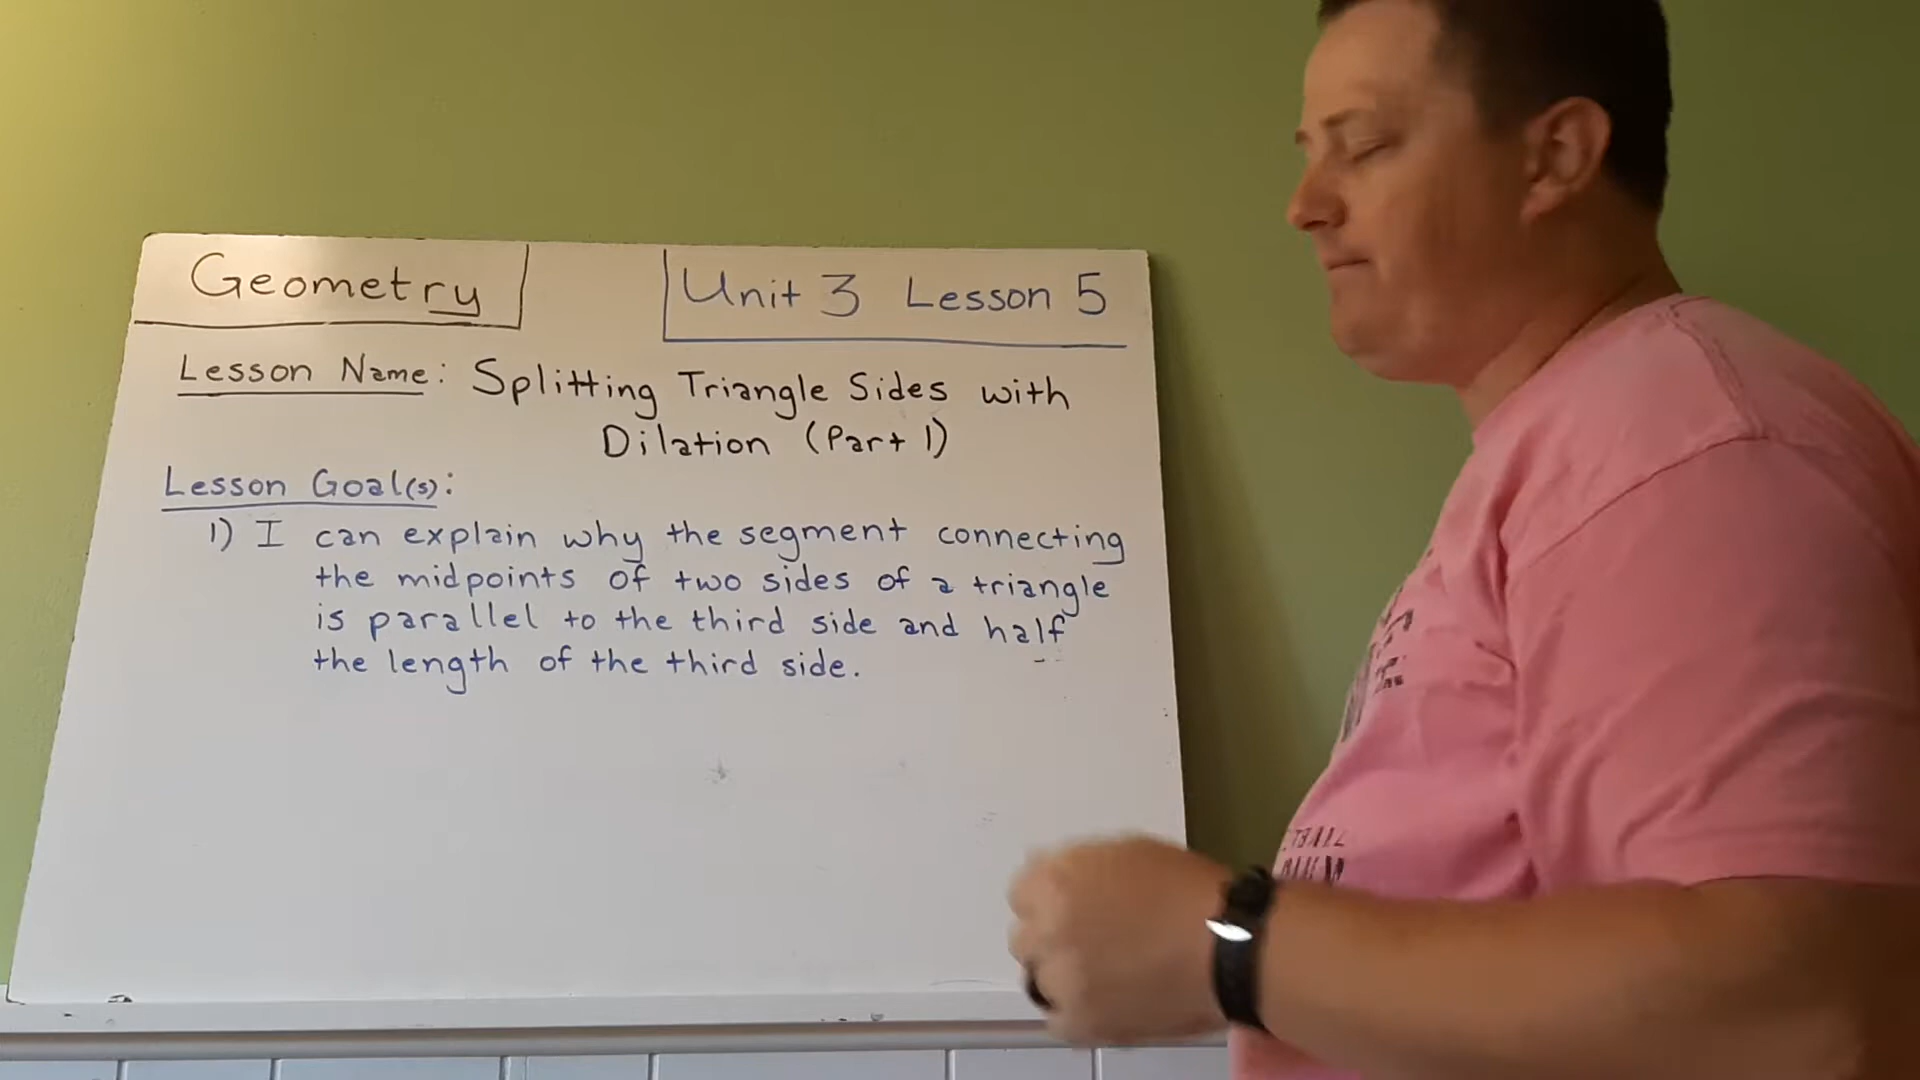 Geometry
Unit 3 Lesson 5
Lesson Name: Splitting Triangle Sides with
Dilation (Part 1)
Lesson Goal(s):
1) I can explain why the segment connecting
the midpoints of two sides of a triangle
is parallel to the third side and half
the length of the third side.